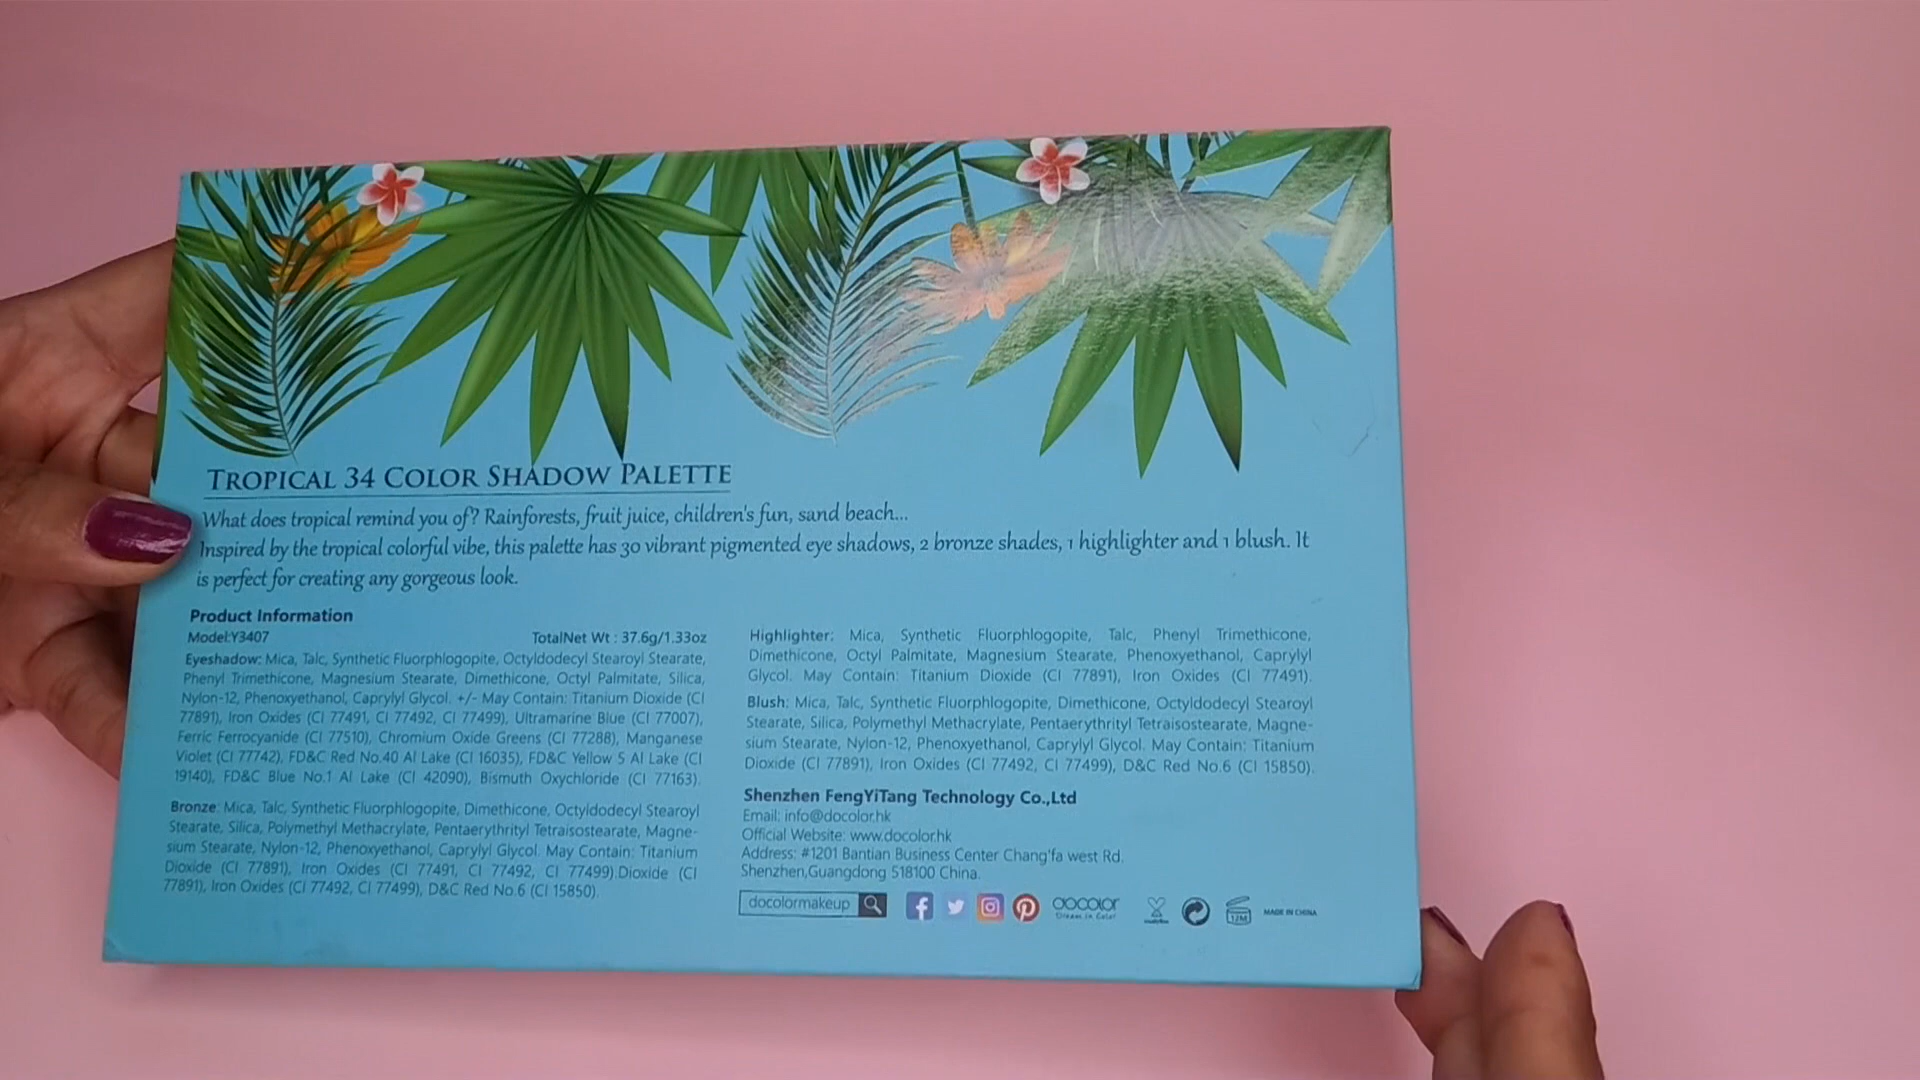 TROPICAL 34 COLOR SHADOW PALETTE
What does tropical remind you of? Rainforests, fruit juice, children's fun, sand beach...
Inspired by the tropical colorful vibe, this palette has 30 vibrant pigmented eye shadows, 2 bronze shades, 1 highlighter and 1 blush. It
is perfect for creating any gorgeous look.
Product Information
Model:Y3407 TotalNet Wt : 37.6g/1.33oz
Eyeshadow: Mica, Talc, Synthetic Fluorphlogopite, Octyldodecyl Stearoyl Stearate,
Phenyl Trimethicone, Magnesium Stearate, Dimethicone, Octyl Palmitate, Silica,
Nylon-12, Phenoxyethanol, Caprylyl Glycol. +/- May Contain: Titanium Dioxide (CI
77891), Iron Oxides (CI 77491, CI 77492, CI 77499), Ultramarine Blue (CI 77007),
Ferric Ferrocyanide (CI 77510), Chromium Oxide Greens (CI 77288), Manganese
Violet (CI 77742), FD&C Red No.40 Al Lake (CI 16035), FD&C Yellow 5 Al Lake (CI
19140), FD&C Blue No.1 Al Lake (CI 42090), Bismuth Oxychloride (CI 77163).
Bronze: Mica, Talc, Synthetic Fluorphlogopite, Dimethicone, Octyldodecyl Stearoyl
Stearate, Silica, Polymethyl Methacrylate, Pentaerythrityl Tetraisostearate, Magne-
sium Stearate, Nylon-12, Phenoxyethanol, Caprylyl Glycol. May Contain: Titanium
Dioxide (CI 77891), Iron Oxides (CI 77491, CI 77492, CI 77499).Dioxide (CI
77891), Iron Oxides (CI 77492, CI 77499), D&C Red No.6 (CI 15850).
Highlighter: Mica, Synthetic Fluorphlogopite, Talc, Phenyl Trimethicone,
Dimethicone, Octyl Palmitate, Magnesium Stearate, Phenoxyethanol, Caprylyl
Glycol. May Contain: Titanium Dioxide (CI 77891), Iron Oxides (CI 77491).
Blush: Mica, Talc, Synthetic Fluorphlogopite, Dimethicone, Octyldodecyl Stearoyl
Stearate, Silica, Polymethyl Methacrylate, Pentaerythrityl Tetraisostearate, Magne-
sium Stearate, Nylon-12, Phenoxyethanol, Caprylyl Glycol. May Contain: Titanium
Dioxide (CI 77891), Iron Oxides (CI 77492, CI 77499), D&C Red No.6 (CI 15850).
Shenzhen FengYiTang Technology Co.,Ltd
Email: info@docolor.hk
Official Website: www.docolor.hk
Address: #1201 Bantian Business Center Chang'fa west Rd.
Shenzhen,Guangdong 518100 China.
docolormakeup docolor 12M MADE IN CHINA
Dream in Color